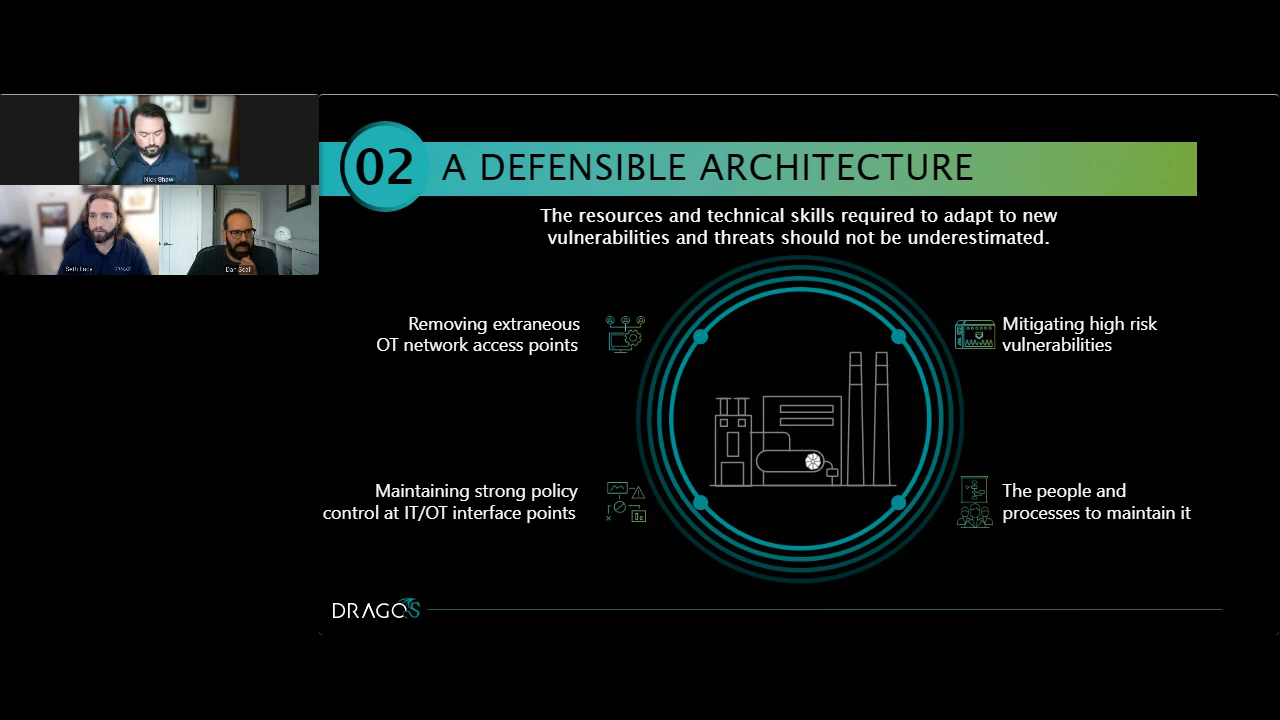 Nick Shaw
Seth Lacy
Dan Scali
02 A DEFENSIBLE ARCHITECTURE
The resources and technical skills required to adapt to new
vulnerabilities and threats should not be underestimated.
Removing extraneous
OT network access points
Mitigating high risk
vulnerabilities
Maintaining strong policy
control at IT/OT interface points
The people and
processes to maintain it
DRAGOS